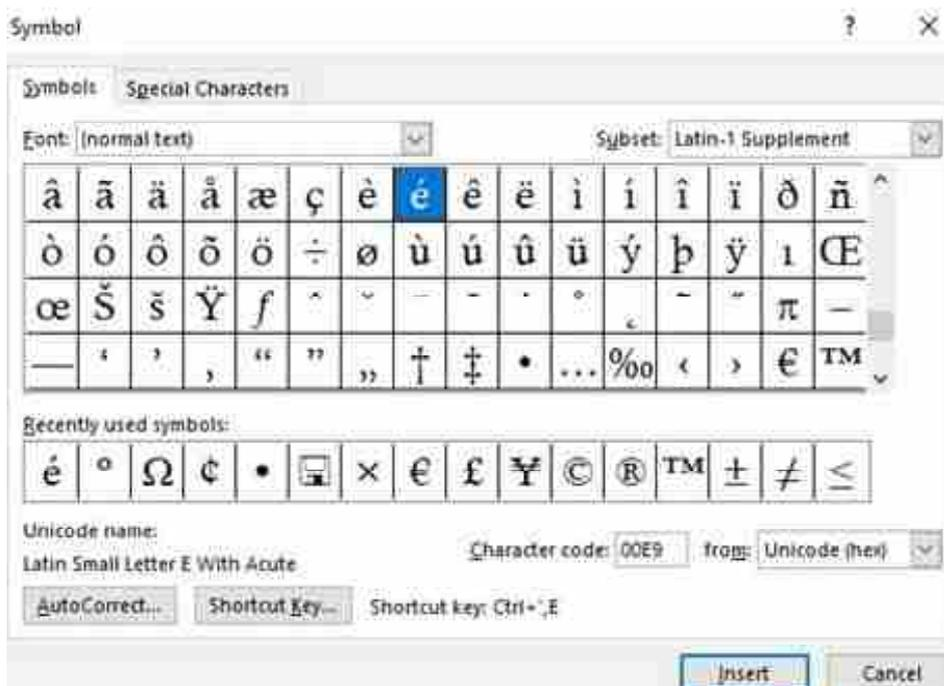 Symbol ? ×
Symbols Special Characters
Font: (normal text) Subset: Latin-1 Supplement
â ã ä å æ ç è é ê ë ì í î ï ð ñ
ò ó ô õ ö ÷ ø ù ú û ü ý þ ÿ ı Œ
œ Š š Ÿ ƒ ˆ ˇ ˉ ˘ ˙ ˚ ˛ ˜ ˝ π –
— ‘ ’ ‚ “ ” „ † ‡ • … ‰ ‹ › € ™
Recently used symbols:
é ° Ω ¢ • × € £ ¥ © ® ™ ± ≠ ≤
Unicode name:
Latin Small Letter E With Acute
Character code: 00E9 from: Unicode (hex)
AutoCorrect... Shortcut Key... Shortcut key: Ctrl+',E
Insert Cancel